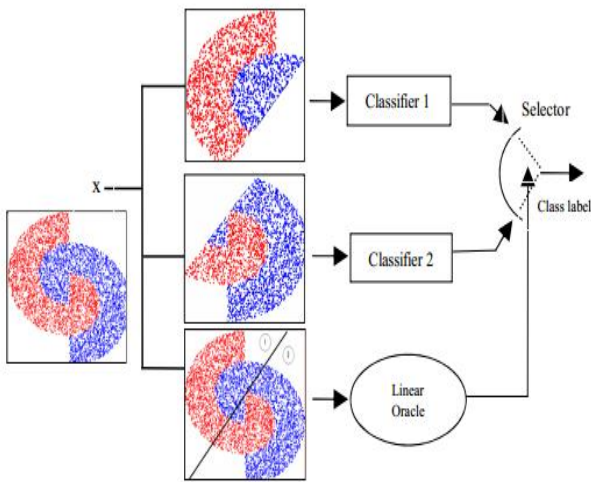 Classifier 1
Selector
x
Class label
Classifier 2
Linear
Oracle